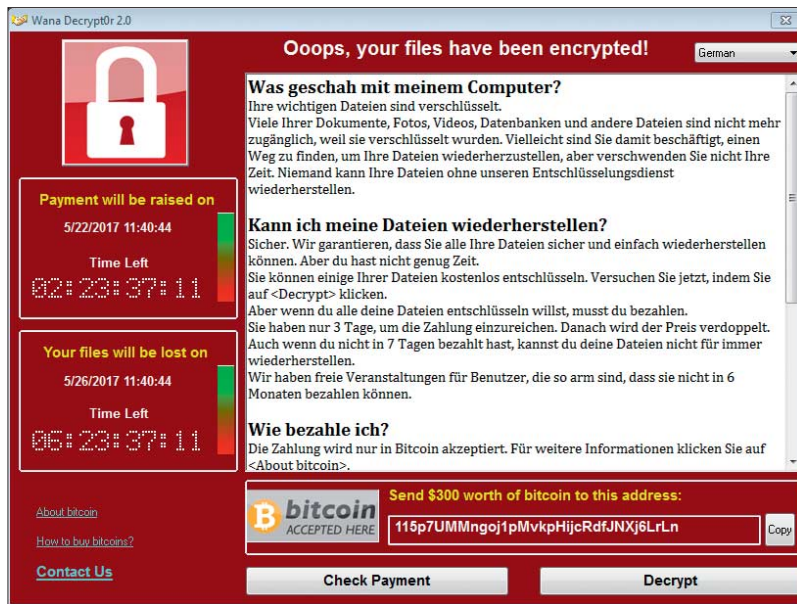 Wana Decrypt0r 2.0
Ooops, your files have been encrypted!
German
Was geschah mit meinem Computer?
Ihre wichtigen Dateien sind verschlüsselt.
Viele Ihrer Dokumente, Fotos, Videos, Datenbanken und andere Dateien sind nicht mehr
zugänglich, weil sie verschlüsselt wurden. Vielleicht sind Sie damit beschäftigt, einen
Weg zu finden, um Ihre Dateien wiederherzustellen, aber verschwenden Sie nicht Ihre
Zeit. Niemand kann Ihre Dateien ohne unseren Entschlüsselungsdienst
wiederherstellen.
Kann ich meine Dateien wiederherstellen?
Sicher. Wir garantieren, dass Sie alle Ihre Dateien sicher und einfach wiederherstellen
können. Aber du hast nicht genug Zeit.
Sie können einige Ihrer Dateien kostenlos entschlüsseln. Versuchen Sie jetzt, indem Sie
auf <Decrypt> klicken.
Aber wenn du alle deine Dateien entschlüsseln willst, musst du bezahlen.
Sie haben nur 3 Tage, um die Zahlung einzureichen. Danach wird der Preis verdoppelt.
Auch wenn du nicht in 7 Tagen bezahlt hast, kannst du deine Dateien nicht für immer
wiederherstellen.
Wir haben freie Veranstaltungen für Benutzer, die so arm sind, dass sie nicht in 6
Monaten bezahlen können.
Wie bezahle ich?
Die Zahlung wird nur in Bitcoin akzeptiert. Für weitere Informationen klicken Sie auf
<About bitcoin>.
Payment will be raised on
5/22/2017 11:40:44
Time Left
02:23:37:11
Your files will be lost on
5/26/2017 11:40:44
Time Left
06:23:37:11
About bitcoin
How to buy bitcoins?
Contact Us
bitcoin
ACCEPTED HERE
Send $300 worth of bitcoin to this address:
115p7UMMngoj1pMvkpHijcRdfJNXj6LrLn
Copy
Check Payment
Decrypt